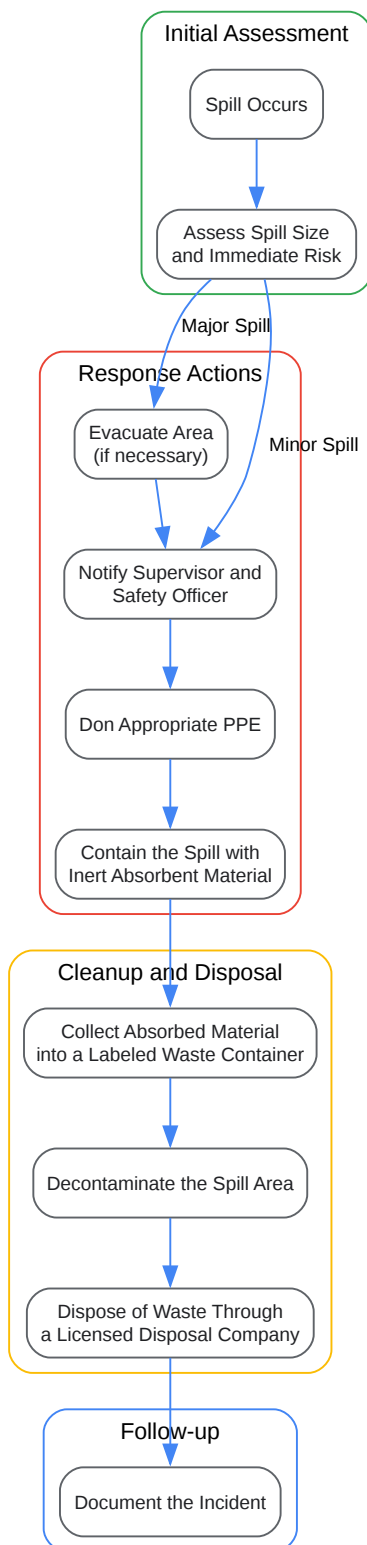 Initial Assessment
Spill Occurs
Assess Spill Size
and Immediate Risk
Major Spill
Response Actions
Evacuate Area
(if necessary)
Minor Spill
Notify Supervisor and
Safety Officer
Don Appropriate PPE
Contain the Spill with
Inert Absorbent Material
Cleanup and Disposal
Collect Absorbed Material
into a Labeled Waste Container
Decontaminate the Spill Area
Dispose of Waste Through
a Licensed Disposal Company
Follow-up
Document the Incident